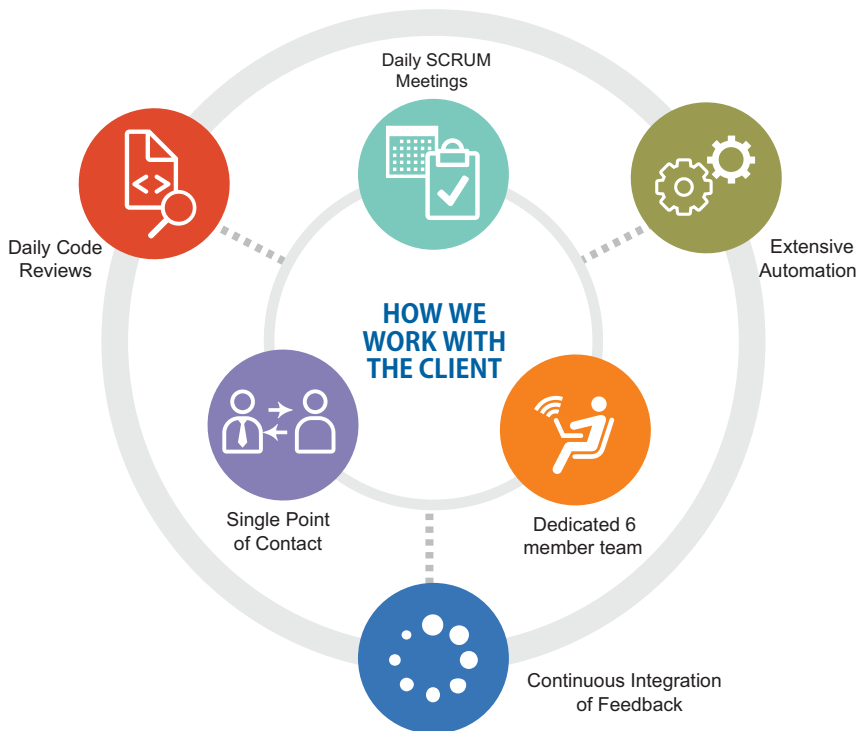 Daily SCRUM
Meetings
Daily Code
Reviews
Extensive
Automation
HOW WE
WORK WITH
THE CLIENT
Single Point
of Contact
Dedicated 6
member team
Continuous Integration
of Feedback